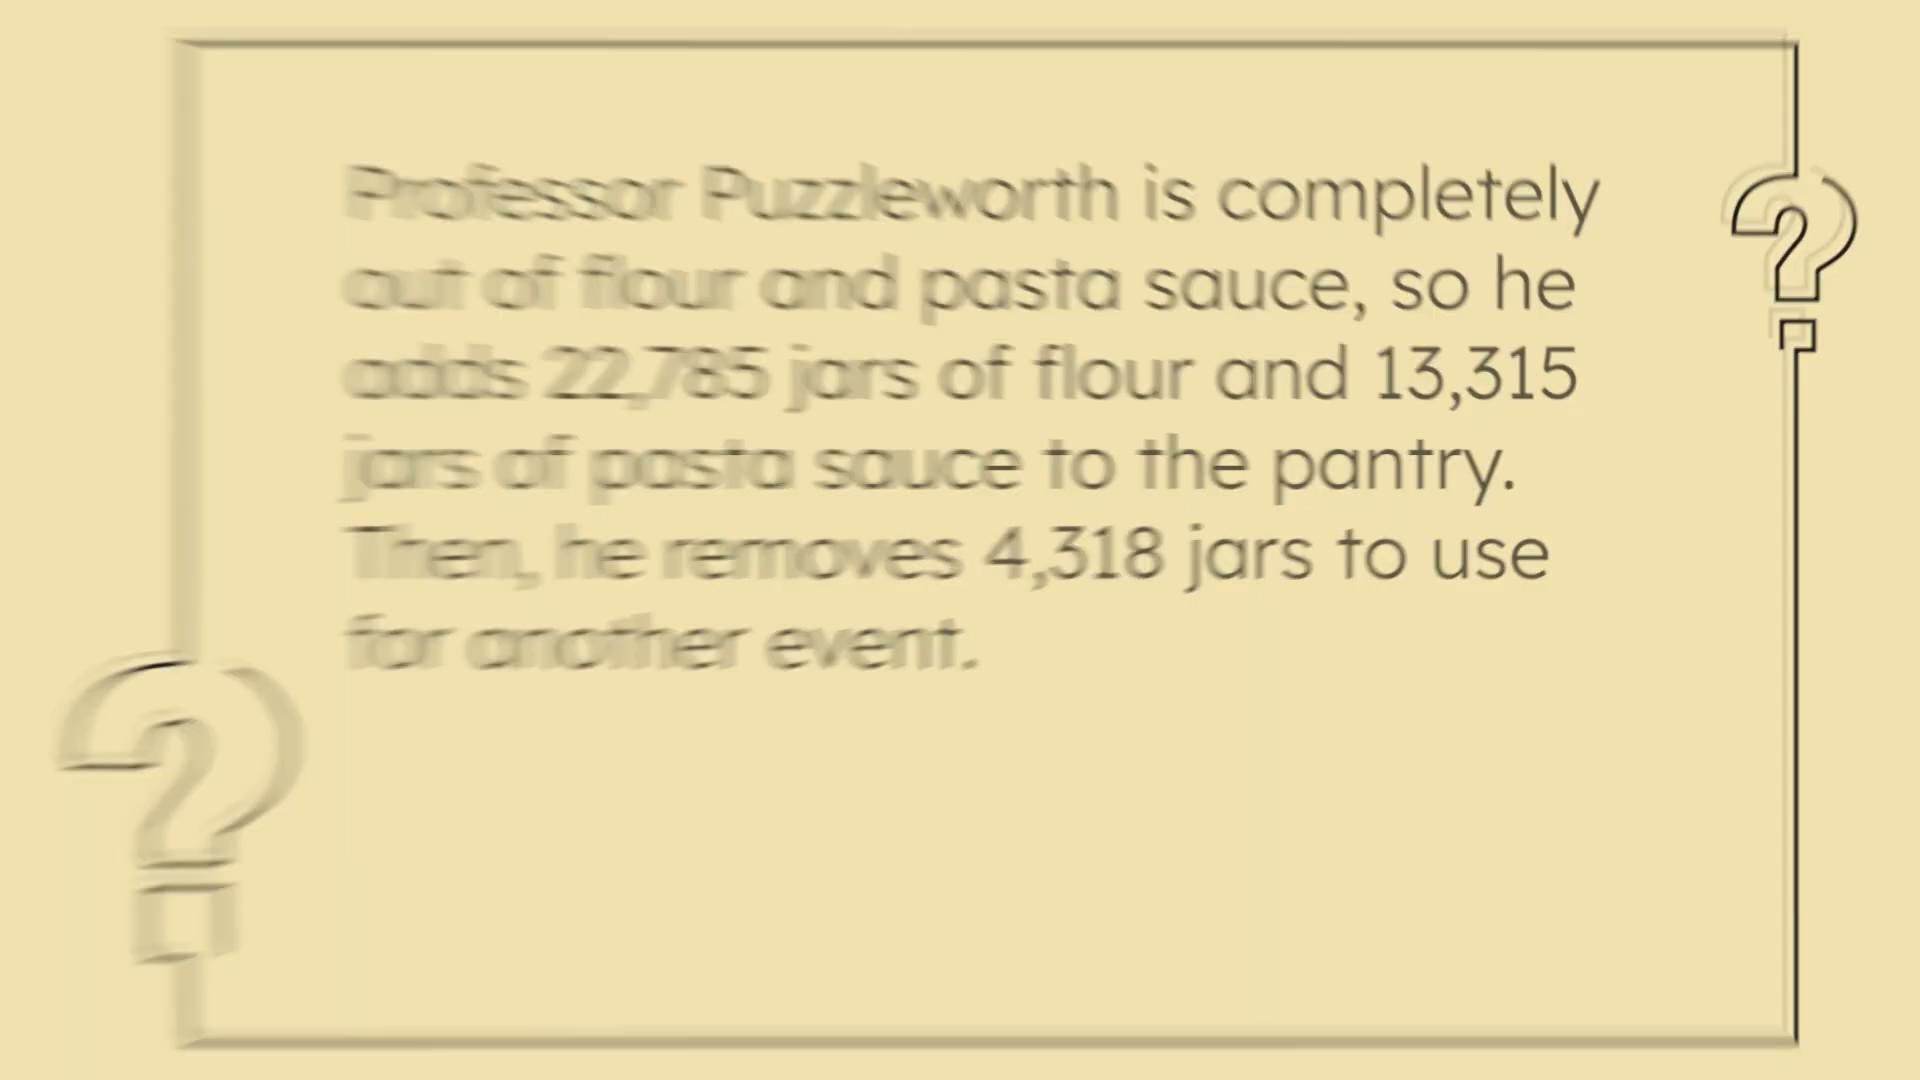 Professor Puzzleworth is completely
out of flour and pasta sauce, so he
adds 22,785 jars of flour and 13,315
jars of pasta sauce to the pantry.
Then, he removes 4,318 jars to use
for another event.